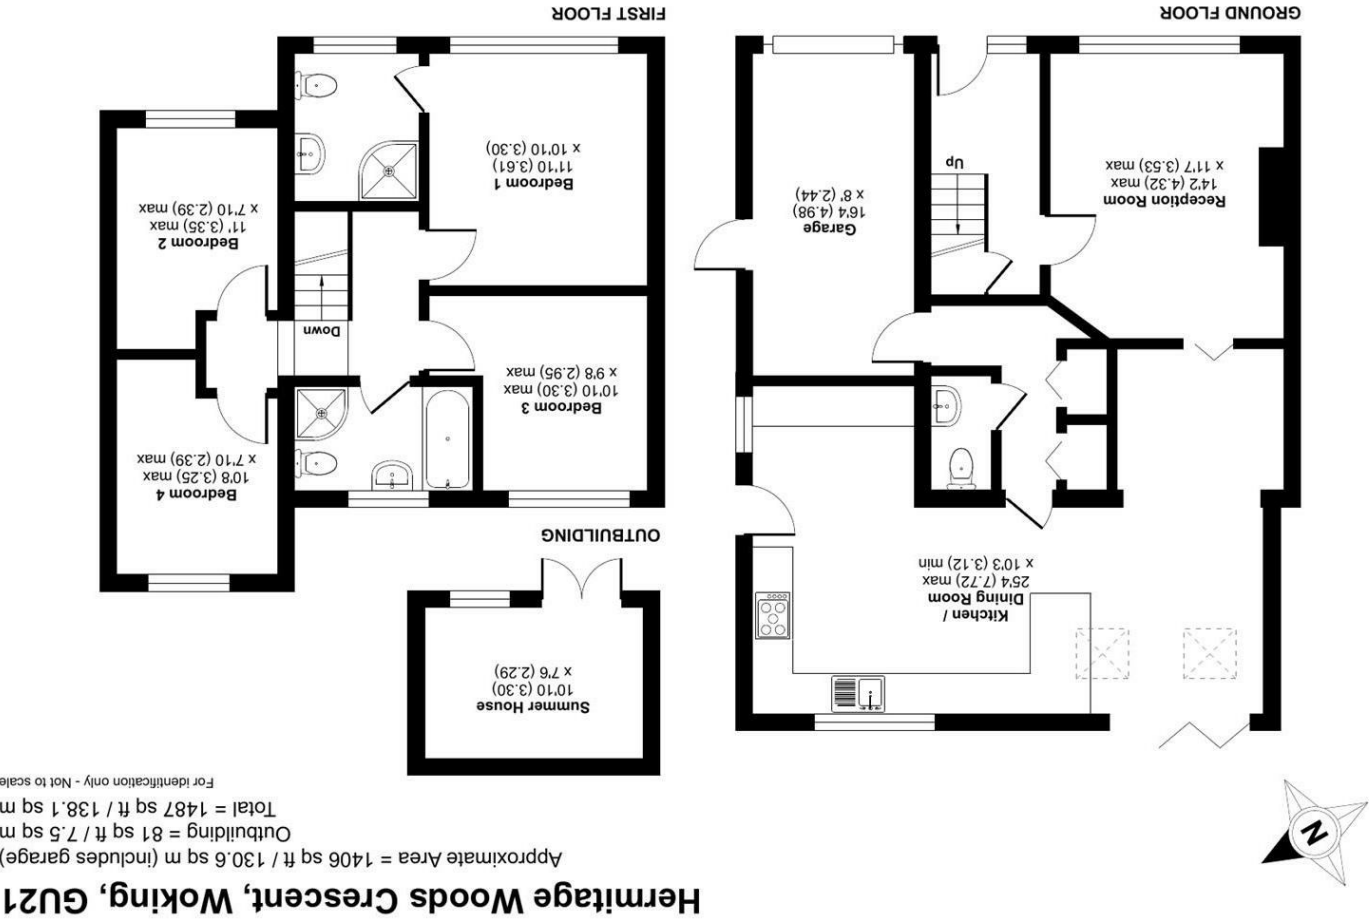 Hermitage Woods Crescent, Woking, GU21
Approximate Area = 1406 sq ft / 130.6 sq m (includes garage)
Outbuilding = 81 sq ft / 7.5 sq m
Total = 1487 sq ft / 138.1 sq m
For identification only - Not to scale
N
Kitchen /
Dining Room
25'4 (7.72) max
x 10'3 (3.12) min
Reception Room
14'2 (4.32) max
x 11'7 (3.53) max
Up
Garage
16'4 (4.98)
x 8' (2.44)
GROUND FLOOR
Summer House
10'10 (3.30)
x 7'6 (2.29)
OUTBUILDING
Bedroom 3
10'10 (3.30) max
x 9'8 (2.95) max
Bedroom 4
10'8 (3.25) max
x 7'10 (2.39) max
Down
Bedroom 1
11'10 (3.61)
x 10'10 (3.30)
Bedroom 2
11' (3.35) max
x 7'10 (2.39) max
FIRST FLOOR